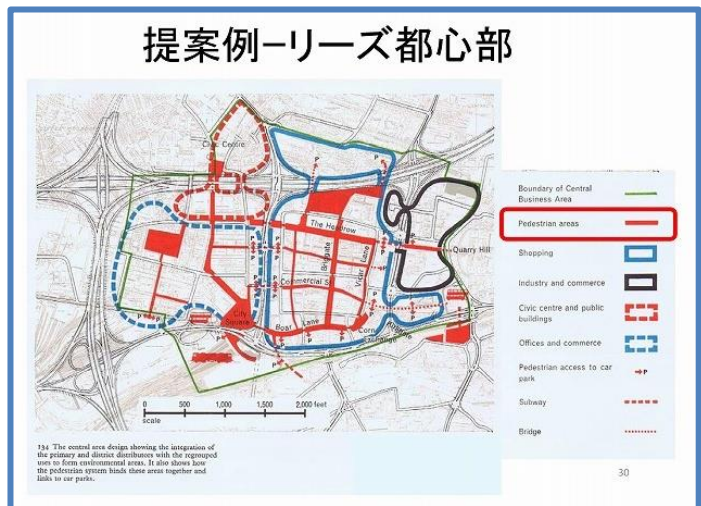 提案例−リーズ都心部
Civic Centre
The Headrow
Quarry Hill
Briggate
Vicar Lane
Commercial St
City
Square
Boar Lane
Corn
Exchange
Kirkgate
P
0 500 1,000 1,500 2,000 feet
scale
134 The central area design showing the integration of
the primary and district distributors with the regrouped
uses to form environmental areas. It also shows how
the pedestrian system binds these areas together and
links to car parks.
Boundary of Central
Business Area
Pedestrian areas
Shopping
Industry and commerce
Civic centre and public
buildings
Offices and commerce
Pedestrian access to car
park
P
Subway
Bridge
30